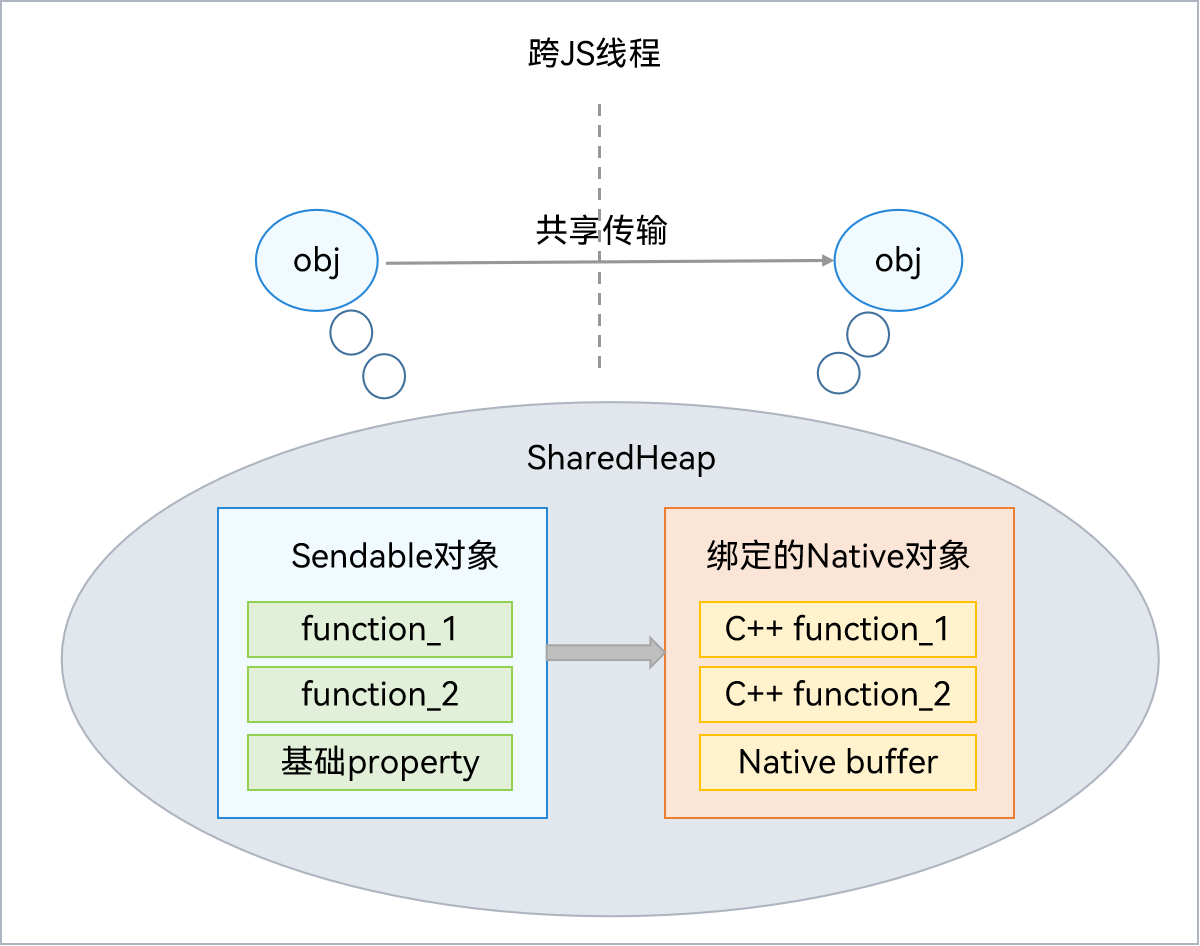 跨JS线程
共享传输
obj
obj
SharedHeap
Sendable对象
function_1
function_2
基础property
绑定的Native对象
C++ function_1
C++ function_2
Native buffer